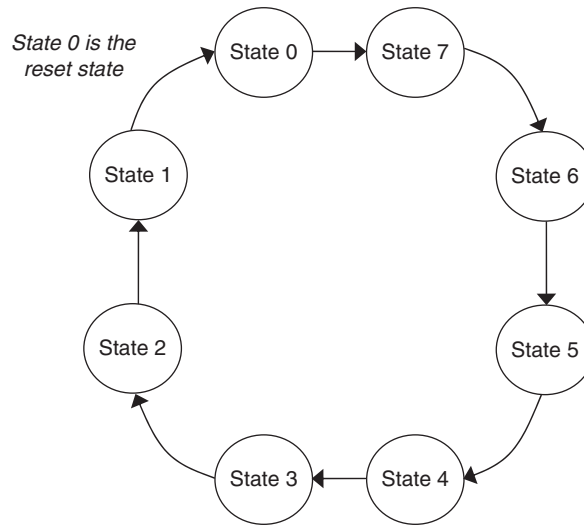 State 0 is the
reset state
State 0
State 7
State 1
State 6
State 2
State 5
State 3
State 4